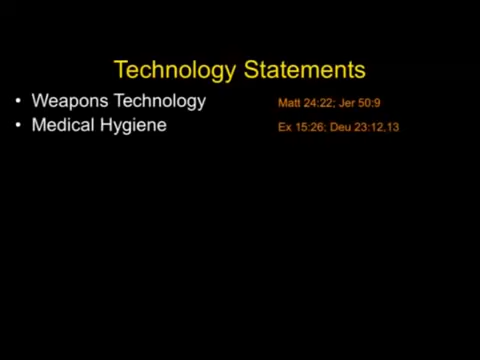 Technology Statements
• Weapons Technology Matt 24:22; Jer 50:9
• Medical Hygiene Ex 15:26; Deu 23:12,13